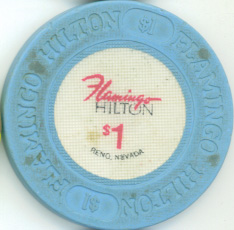 Flamingo
HILTON
$1
RENO, NEVADA
FLAMINGO HILTON
$1
FLAMINGO HILTON
$1